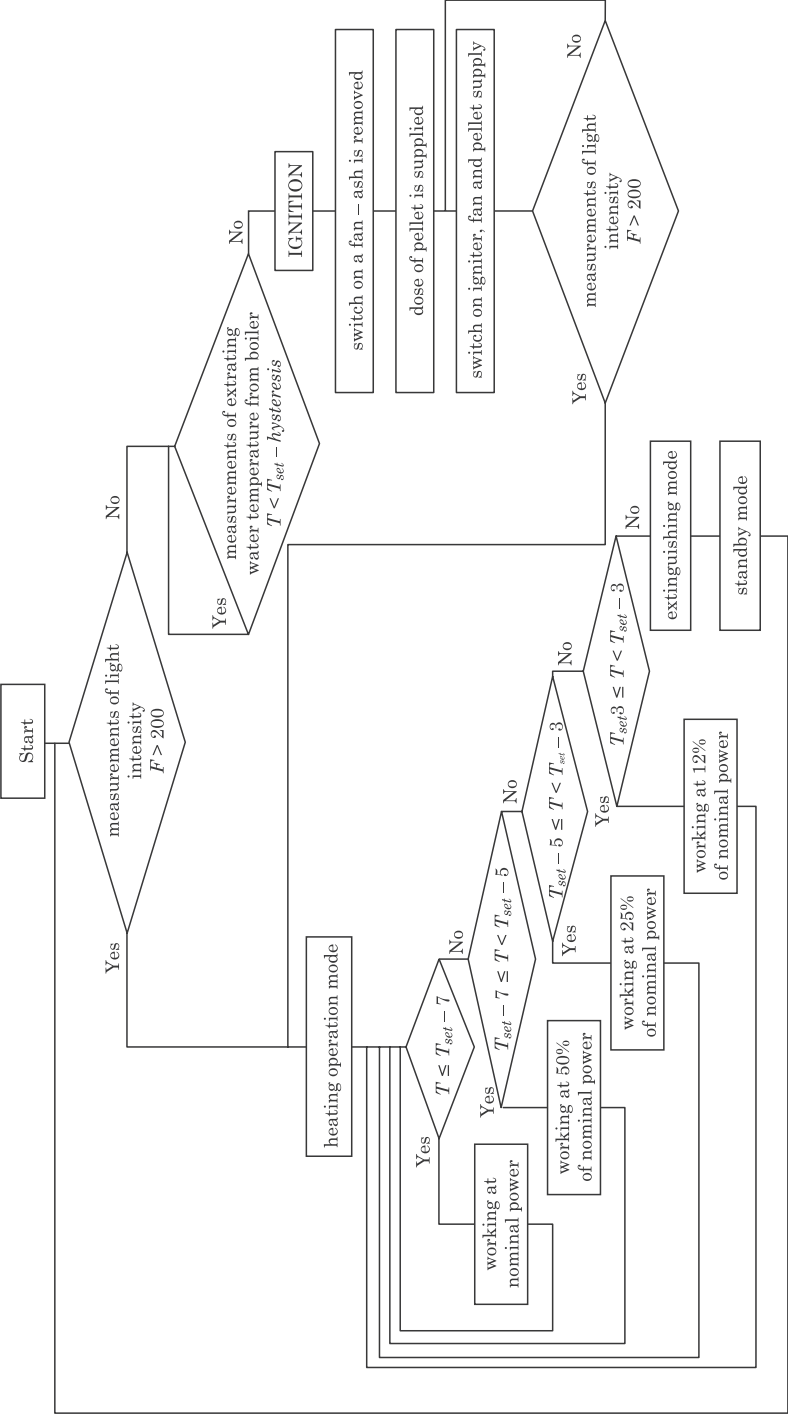 Start
measurements of light
intensity
F > 200
Yes
No
measurements of extrating
water temperature from boiler
T < Tset – hysteresis
Yes
No
IGNITION
switch on a fan – ash is removed
dose of pellet is supplied
switch on igniter, fan and pellet supply
measurements of light
intensity
F > 200
Yes
No
heating operation mode
T ≤ Tset – 7
Yes
No
working at
nominal power
Tset – 7 ≤ T < Tset – 5
Yes
No
working at 50%
of nominal power
Tset – 5 ≤ T < Tset – 3
Yes
No
working at 25%
of nominal power
Tset3 ≤ T < Tset – 3
Yes
No
working at 12%
of nominal power
extinguishing mode
standby mode